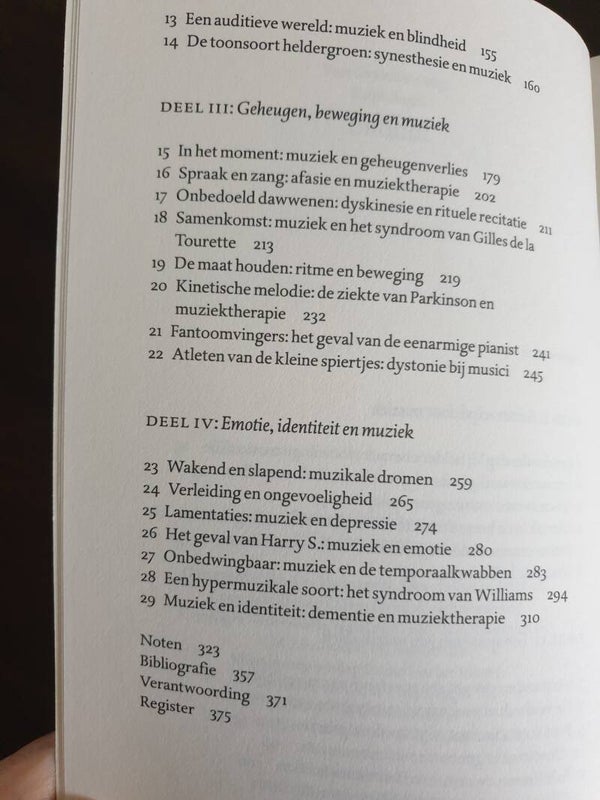 13 Een auditieve wereld: muziek en blindheid 155
14 De toonsoort heldergroen: synesthesie en muziek 160
DEEL III: Geheugen, beweging en muziek
15 In het moment: muziek en geheugenverlies 179
16 Spraak en zang: afasie en muziektherapie 202
17 Onbedoeld dawwenen: dyskinesie en rituele recitatie 211
18 Samenkomst: muziek en het syndroom van Gilles de la
Tourette 213
19 De maat houden: ritme en beweging 219
20 Kinetische melodie: de ziekte van Parkinson en
muziektherapie 232
21 Fantoomvingers: het geval van de eenarmige pianist 241
22 Atleten van de kleine spiertjes: dystonie bij musici 245
DEEL IV: Emotie, identiteit en muziek
23 Wakend en slapend: muzikale dromen 259
24 Verleiding en ongevoeligheid 265
25 Lamentaties: muziek en depressie 274
26 Het geval van Harry S.: muziek en emotie 280
27 Onbedwingbaar: muziek en de temporaalkwabben 283
28 Een hypermuzikale soort: het syndroom van Williams 294
29 Muziek en identiteit: dementie en muziektherapie 310
Noten 323
Bibliografie 357
Verantwoording 371
Register 375